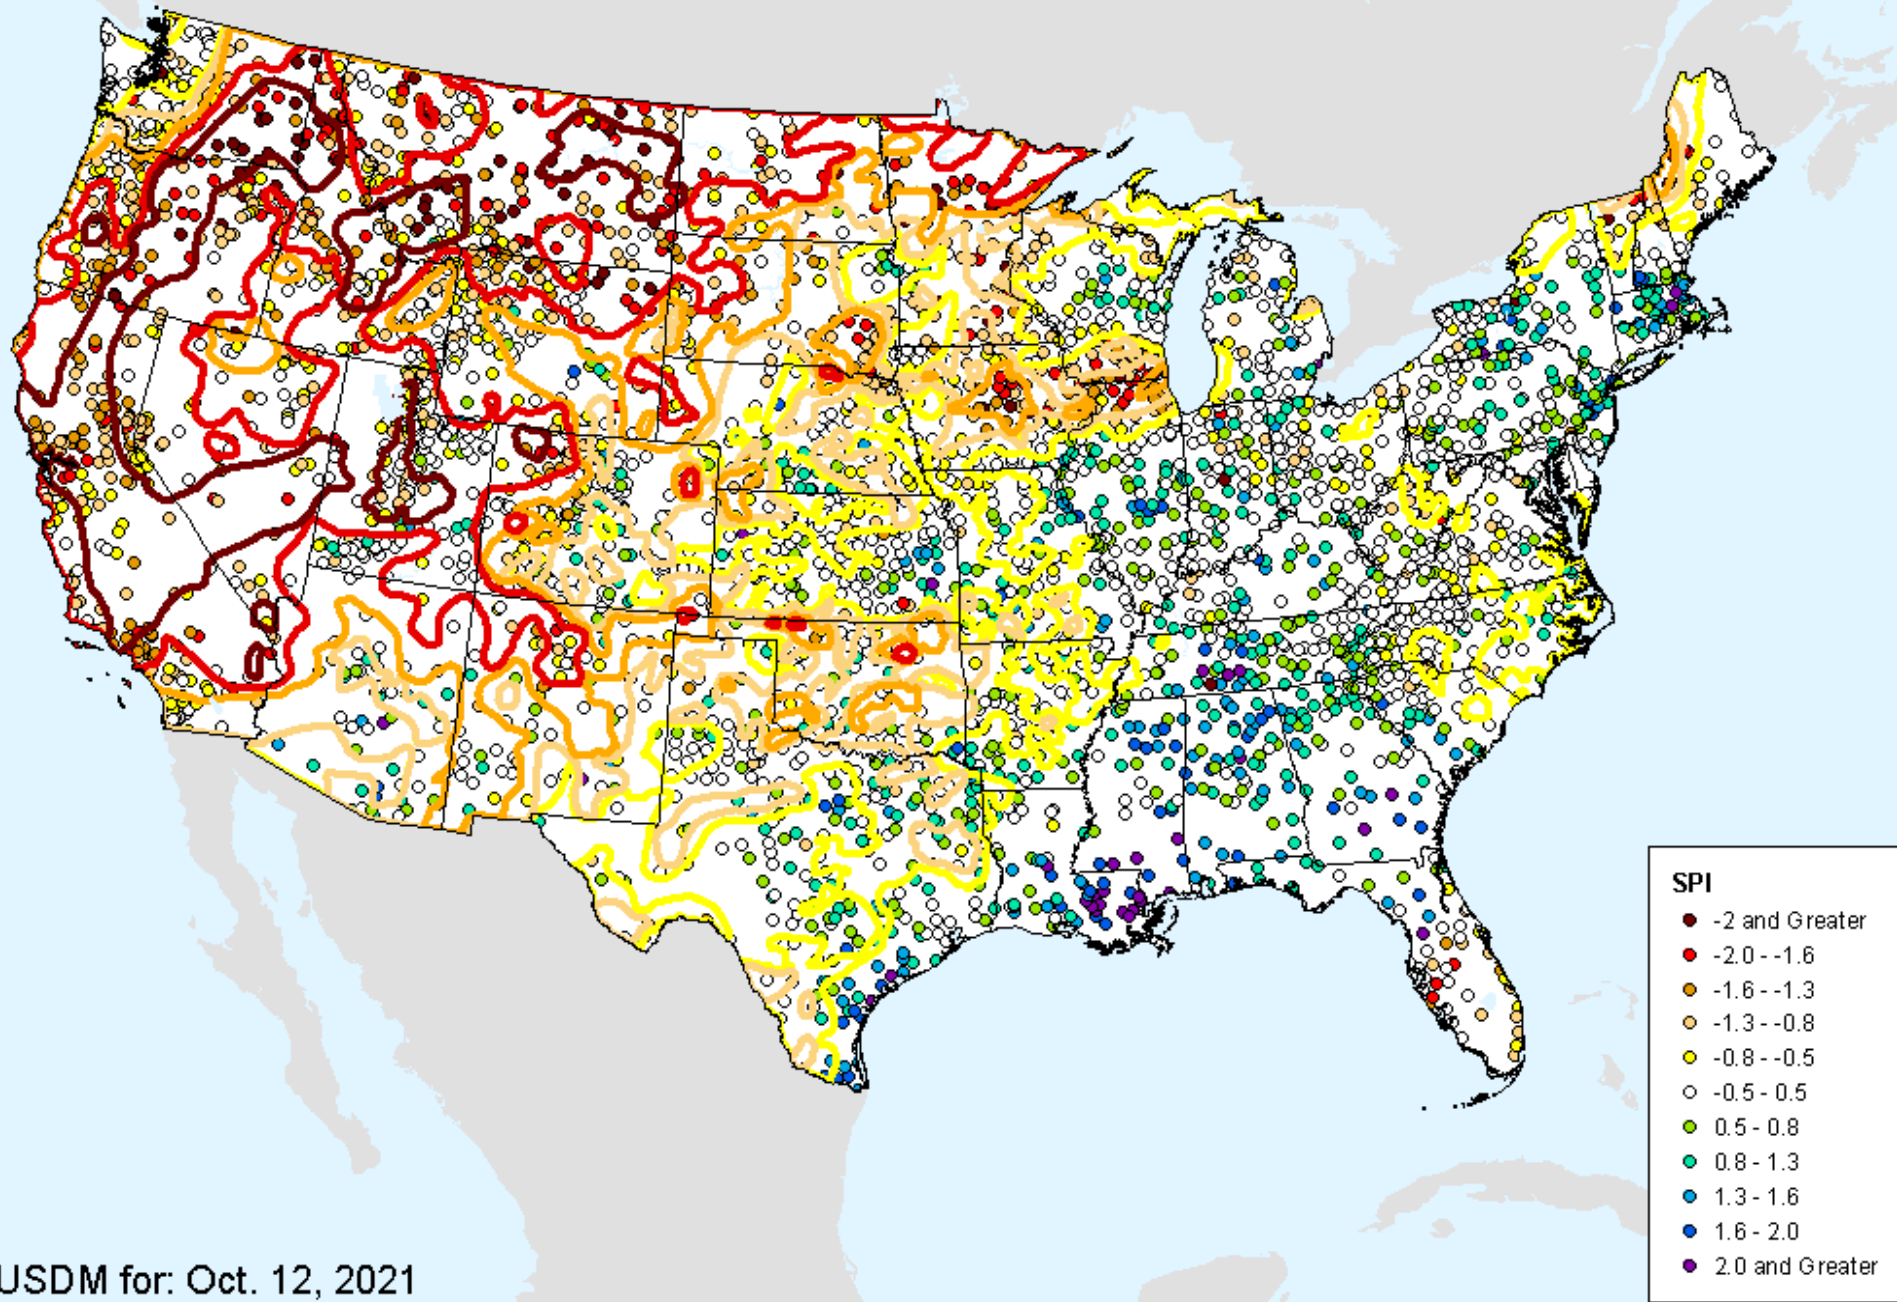 SPI
-2 and Greater
-2.0 - -1.6
-1.6 - -1.3
-1.3 - -0.8
-0.8 - -0.5
-0.5 - 0.5
0.5 - 0.8
0.8 - 1.3
1.3 - 1.6
1.6 - 2.0
2.0 and Greater
USDM for: Oct. 12, 2021